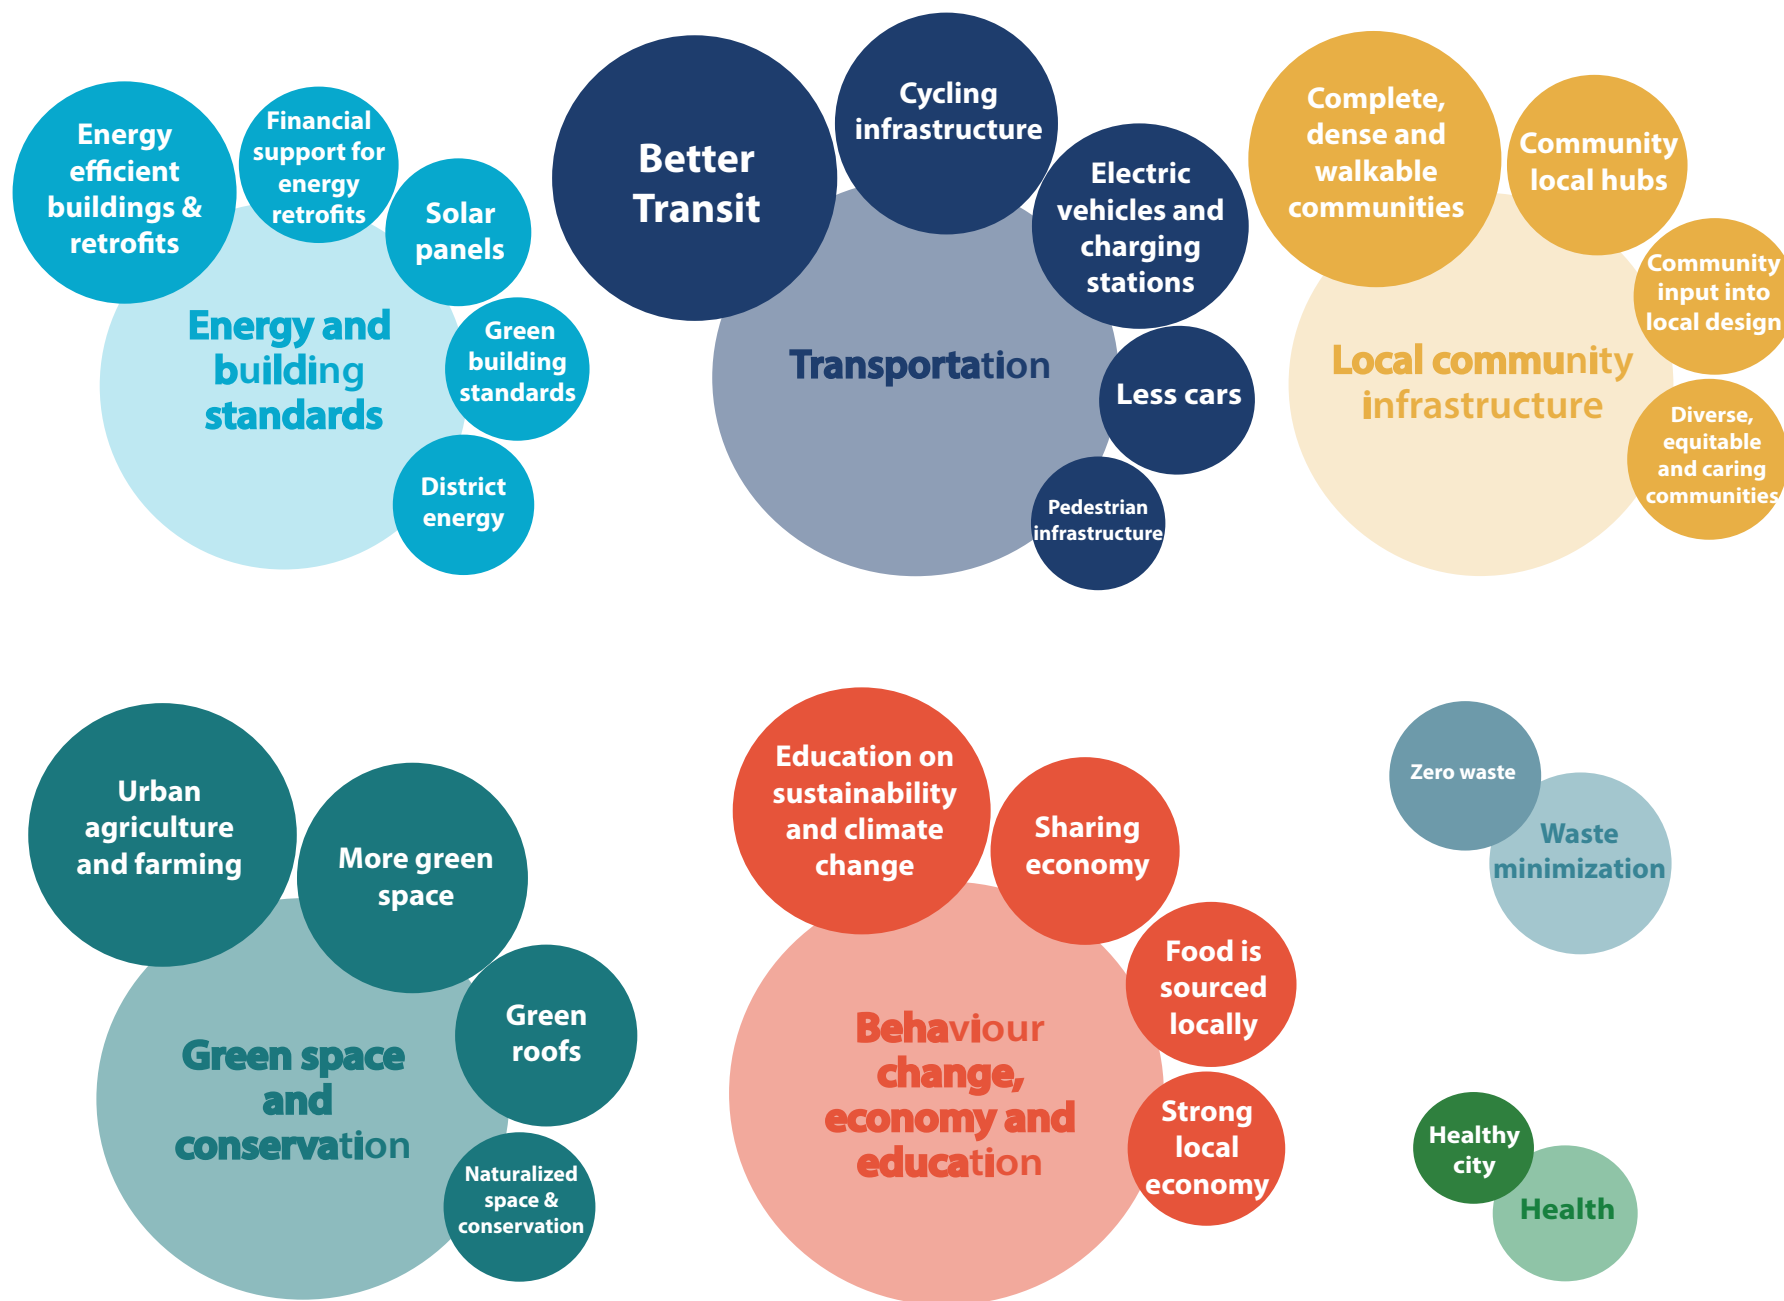 Energy
efficient
buildings &
retrofits
Financial
support for
energy
retrofits
Solar
panels
Green
building
standards
District
energy
Energy and
building
standards
Better
Transit
Cycling
infrastructure
Electric
vehicles and
charging
stations
Less cars
Pedestrian
infrastructure
Transportation
Complete,
dense and
walkable
communities
Community
local hubs
Community
input into
local design
Diverse,
equitable
and caring
communities
Local community
infrastructure
Urban
agriculture
and farming
More green
space
Green
roofs
Naturalized
space &
conservation
Green space
and
conservation
Education on
sustainability
and climate
change
Sharing
economy
Food is
sourced
locally
Strong
local
economy
Behaviour
change,
economy and
education
Zero waste
Waste
minimization
Healthy
city
Health